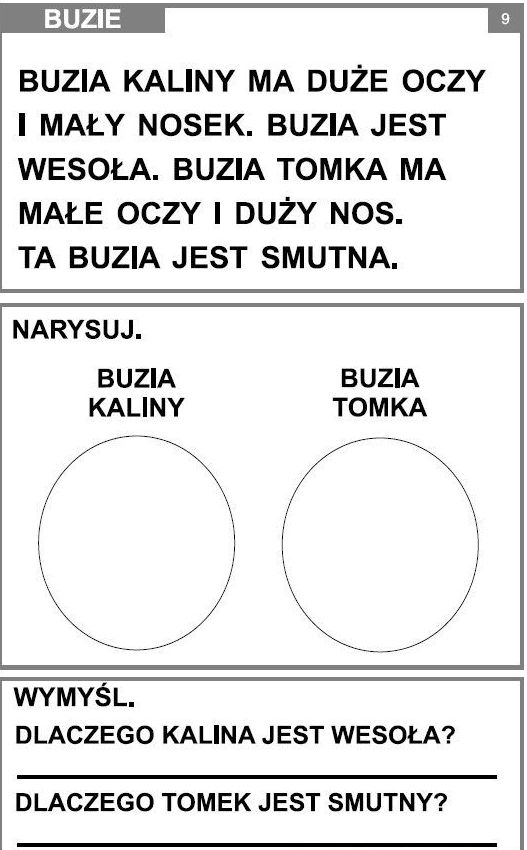 BUZIE
9
BUZIA KALINY MA DUŻE OCZY
I MAŁY NOSEK. BUZIA JEST
WESOŁA. BUZIA TOMKA MA
MAŁE OCZY I DUŻY NOS.
TA BUZIA JEST SMUTNA.
NARYSUJ.
BUZIA
KALINY
BUZIA
TOMKA
WYMYŚL.
DLACZEGO KALINA JEST WESOŁA?
DLACZEGO TOMEK JEST SMUTNY?